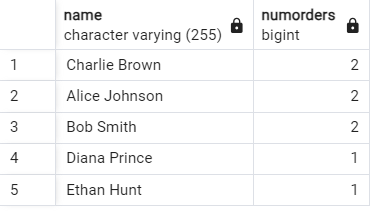 name numorders
character varying (255) bigint
1 Charlie Brown 2
2 Alice Johnson 2
3 Bob Smith 2
4 Diana Prince 1
5 Ethan Hunt 1